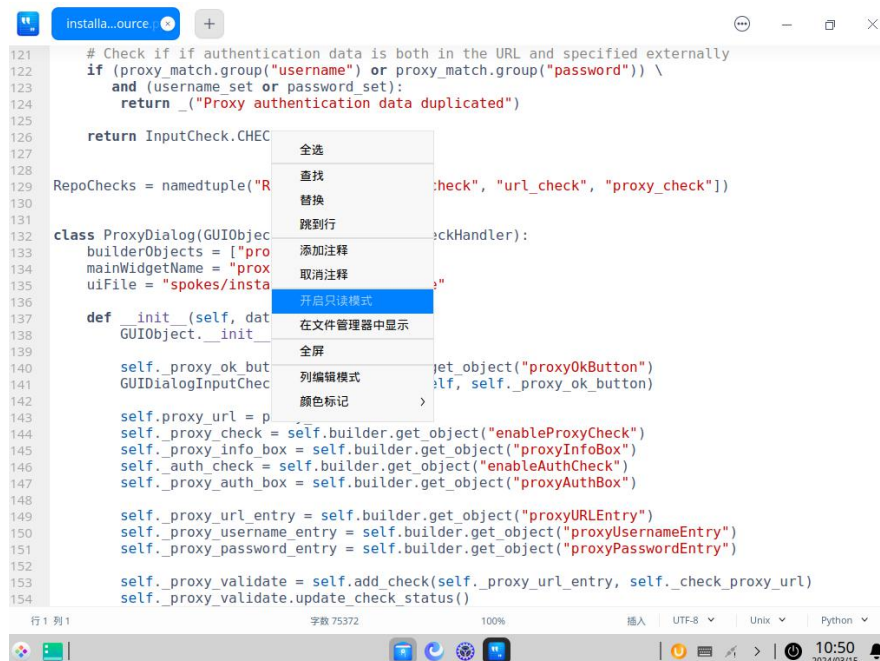 installa...ource.p
121 # Check if if authentication data is both in the URL and specified externally
122 if (proxy_match.group("username") or proxy_match.group("password")) \
123 and (username_set or password_set):
124 return _("Proxy authentication data duplicated")
125
126 return InputCheck.CHEC
127
128
129 RepoChecks = namedtuple("R check", "url_check", "proxy_check"])
130
131
132 class ProxyDialog(GUIObjec eckHandler):
133 builderObjects = ["pro
134 mainWidgetName = "prox
135 uiFile = "spokes/insta "
136
137 def __init__(self, dat
138 GUIObject.__init__
139
140 self._proxy_ok_but get_object("proxyOkButton")
141 GUIDialogInputChec elf, self._proxy_ok_button)
142
143 self.proxy_url = p
144 self._proxy_check = self.builder.get_object("enableProxyCheck")
145 self._proxy_info_box = self.builder.get_object("proxyInfoBox")
146 self._auth_check = self.builder.get_object("enableAuthCheck")
147 self._proxy_auth_box = self.builder.get_object("proxyAuthBox")
148
149 self._proxy_url_entry = self.builder.get_object("proxyURLEntry")
150 self._proxy_username_entry = self.builder.get_object("proxyUsernameEntry")
151 self._proxy_password_entry = self.builder.get_object("proxyPasswordEntry")
152
153 self._proxy_validate = self.add_check(self._proxy_url_entry, self._check_proxy_url)
154 self._proxy_validate.update_check_status()
全选
查找
替换
跳到行
添加注释
取消注释
开启只读模式
在文件管理器中显示
全屏
列编辑模式
颜色标记
行 1 列 1 字数 75372 100% 插入 UTF-8 Unix Python
10:50
2024/03/15